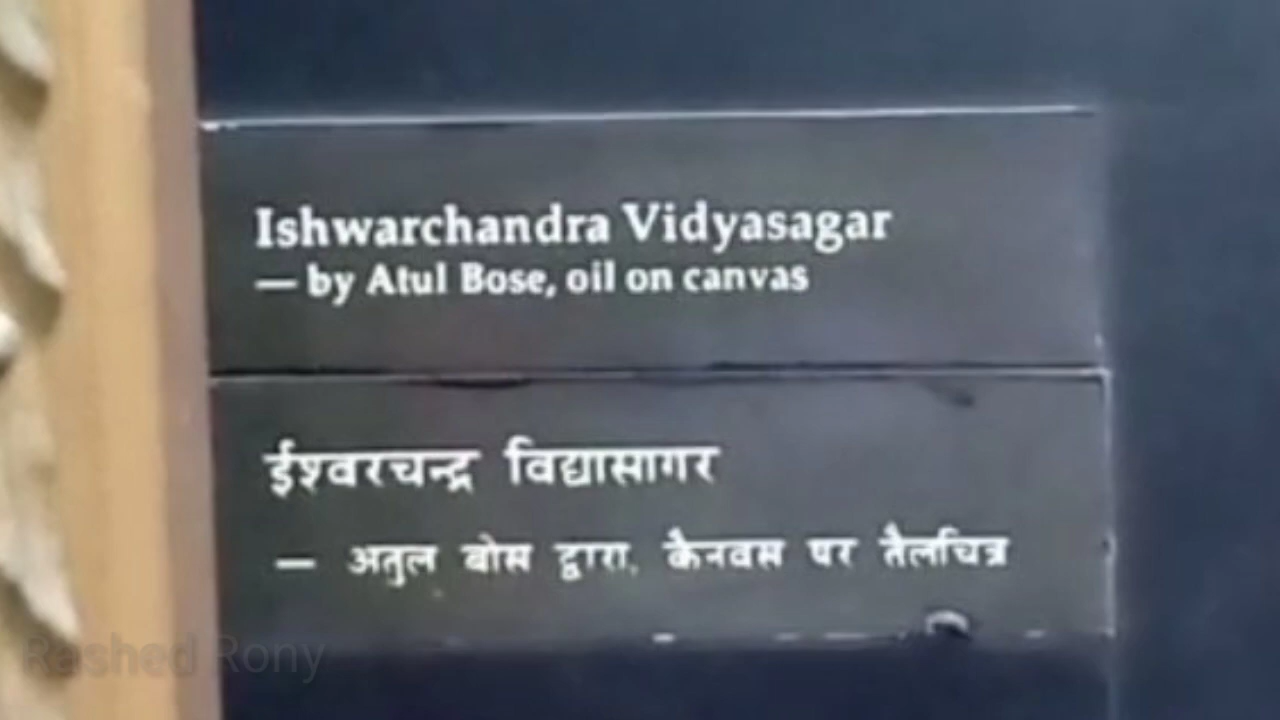 Ishwarchandra Vidyasagar
— by Atul Bose, oil on canvas
ईश्वरचन्द्र विद्यासागर
— अतुल बोस द्वारा, कैनवस पर तैलचित्र
Rashed Rony